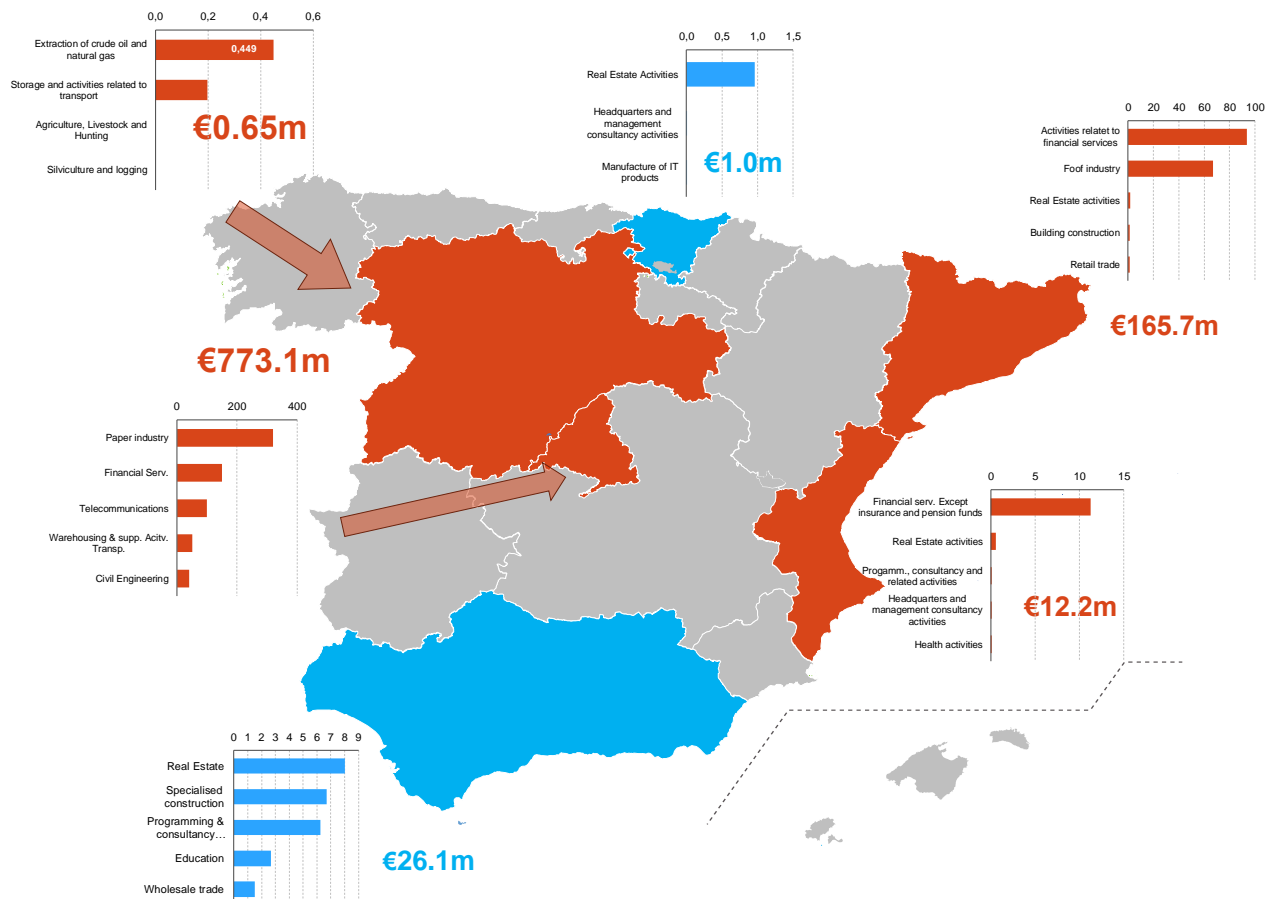 0,0 0,2 0,4 0,6
Extraction of crude oil and
natural gas
0,449
Storage and activities related to
transport
Agriculture, Livestock and
Hunting
Silviculture and logging
€0.65m
0,0 0,5 1,0 1,5
Real Estate Activities
Headquarters and
management
consultancy activities
Manufacture of IT
products
€1.0m
0 20 40 60 80 100
Activities relatet to
financial services
Foof industry
Real Estate activities
Building construction
Retail trade
€165.7m
€773.1m
0 200 400
Paper industry
Financial Serv.
Telecommunications
Warehousing & supp. Acitv.
Transp.
Civil Engineering
0 5 10 15
Financial serv. Except
insurance and pension funds
Real Estate activities
Progamm., consultancy and
related activities
Headquarters and
management consultancy
activities
Health activities
€12.2m
0 1 2 3 4 5 6 7 8 9
Real Estate
Specialised
construction
Programming &
consultancy…
Education
Wholesale trade
€26.1m